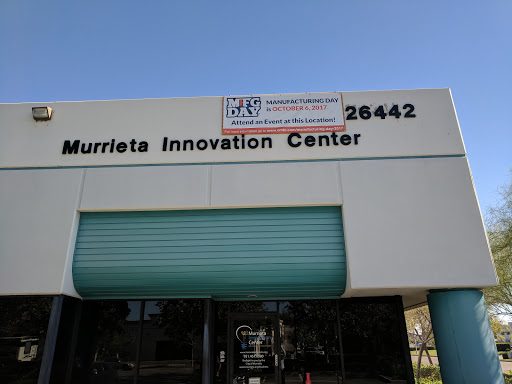 MFG
DAY
MANUFACTURING DAY
is OCTOBER 6, 2017.
Attend an Event at this Location!
26442
Murrieta Innovation Center
Murrieta
Innovation
Center